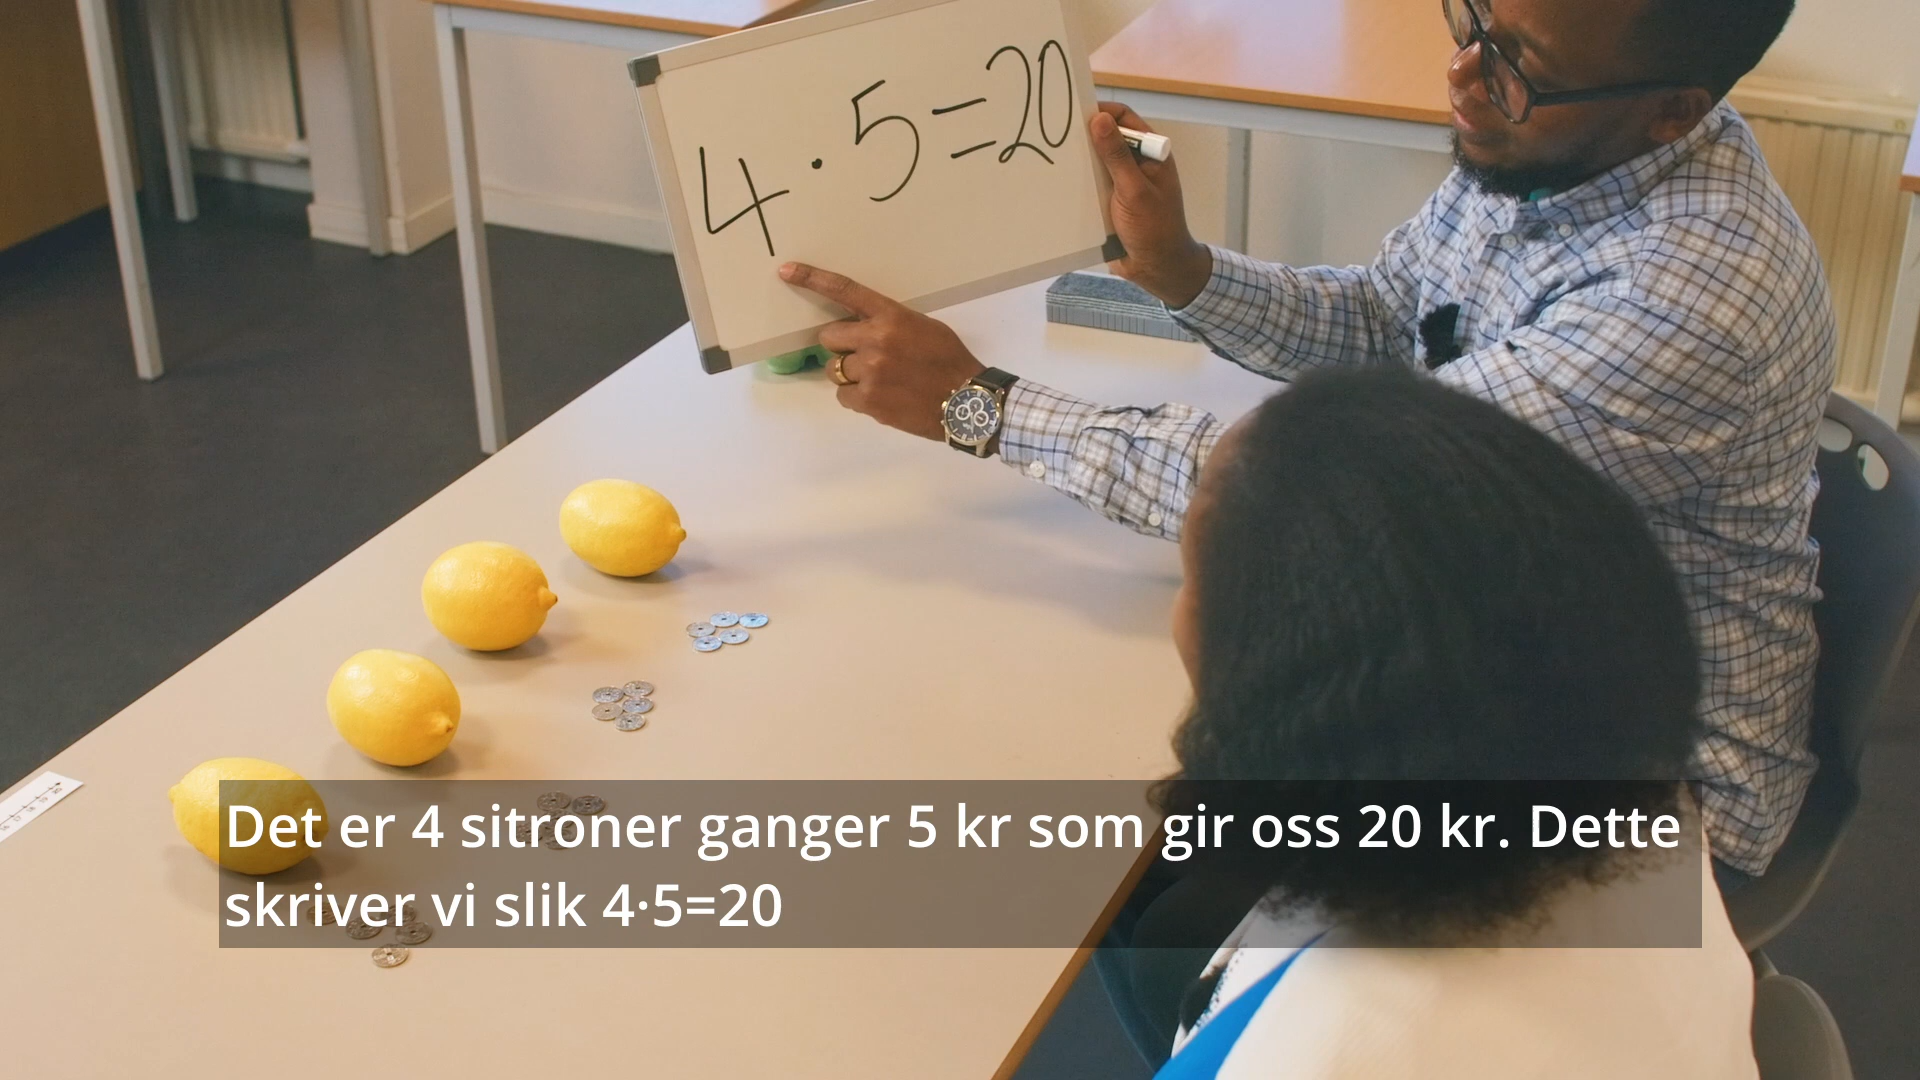 4·5=20
Det er 4 sitroner ganger 5 kr som gir oss 20 kr. Dette
skriver vi slik 4·5=20